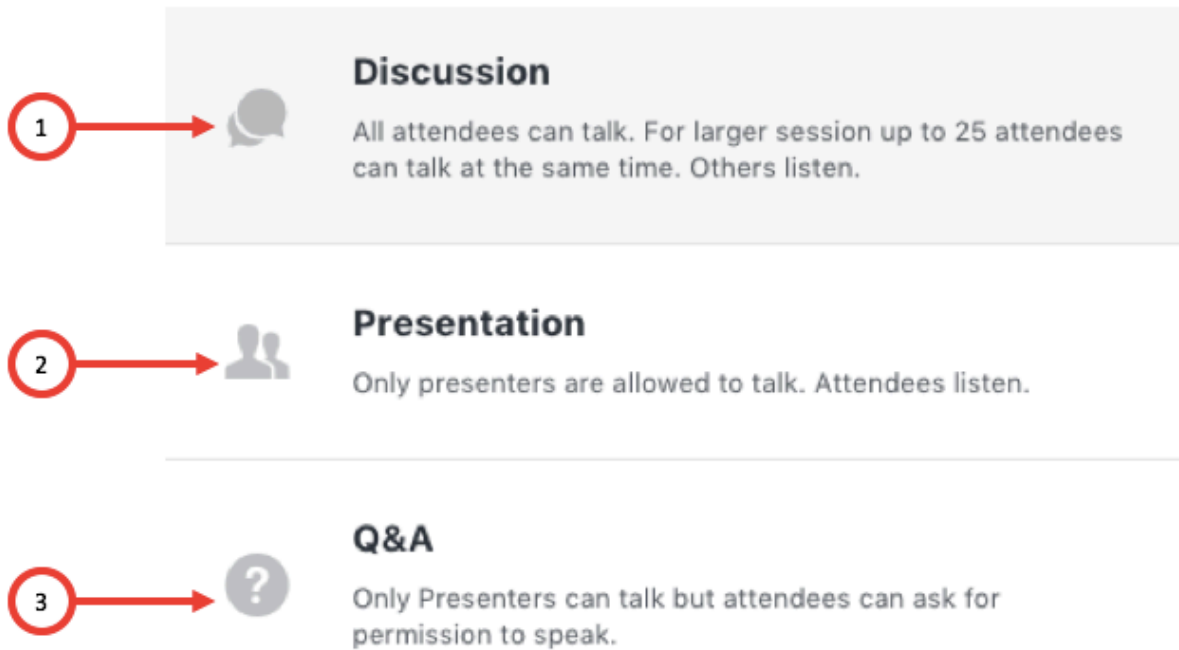 Discussion
1
All attendees can talk. For larger session up to 25 attendees
can talk at the same time. Others listen.
Presentation
2
Only presenters are allowed to talk. Attendees listen.
Q&A
3
?
Only Presenters can talk but attendees can ask for
permission to speak.